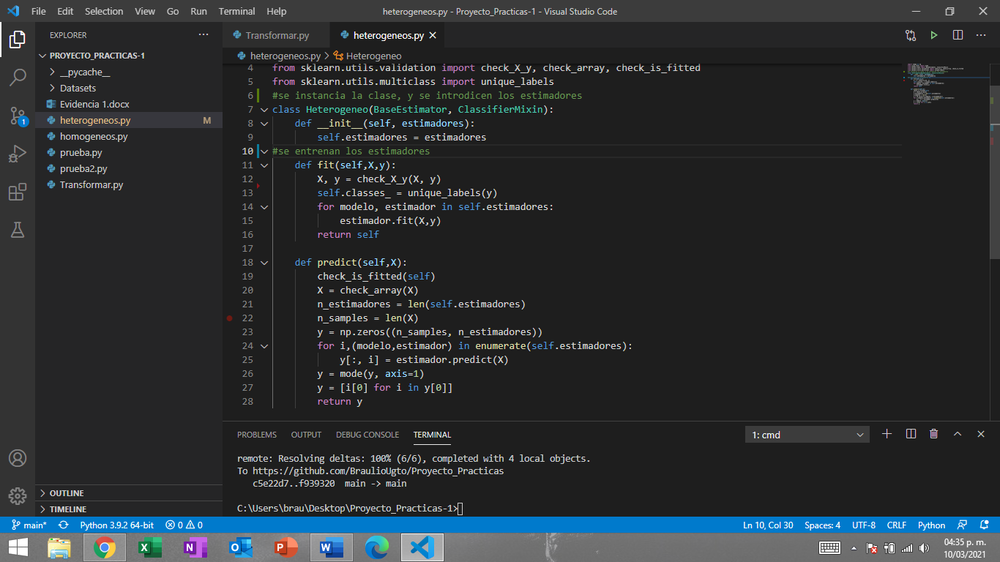 File Edit Selection View Go Run Terminal Help
heterogeneos.py - Proyecto_Practicas-1 - Visual Studio Code
EXPLORER
PROYECTO_PRACTICAS-1
__pycache__
Datasets
Evidencia 1.docx
heterogeneos.py M
homogeneos.py
prueba.py
prueba2.py
Transformar.py
OUTLINE
TIMELINE
1
Transformar.py heterogeneos.py
heterogeneos.py > Heterogeneo
4 from sklearn.utils.validation import check_X_y, check_array, check_is_fitted
5 from sklearn.utils.multiclass import unique_labels
6 #se instancia la clase, y se introdicen los estimadores
7 class Heterogeneo(BaseEstimator, ClassifierMixin):
8     def __init__(self, estimadores):
9         self.estimadores = estimadores
10 #se entrenan los estimadores
11     def fit(self,X,y):
12         X, y = check_X_y(X, y)
13         self.classes_ = unique_labels(y)
14         for modelo, estimador in self.estimadores:
15             estimador.fit(X,y)
16         return self
17
18     def predict(self,X):
19         check_is_fitted(self)
20         X = check_array(X)
21         n_estimadores = len(self.estimadores)
22         n_samples = len(X)
23         y = np.zeros((n_samples, n_estimadores))
24         for i,(modelo,estimador) in enumerate(self.estimadores):
25             y[:, i] = estimador.predict(X)
26         y = mode(y, axis=1)
27         y = [i[0] for i in y[0]]
28         return y
PROBLEMS OUTPUT DEBUG CONSOLE TERMINAL
1: cmd
remote: Resolving deltas: 100% (6/6), completed with 4 local objects.
To https://github.com/BraulioUgto/Proyecto_Practicas
   c5e22d7..f939320  main -> main
C:\Users\brau\Desktop\Proyecto_Practicas-1>
main* Python 3.9.2 64-bit 0 0
Ln 10, Col 30 Spaces: 4 UTF-8 CRLF Python
04:35 p. m.
10/03/2021